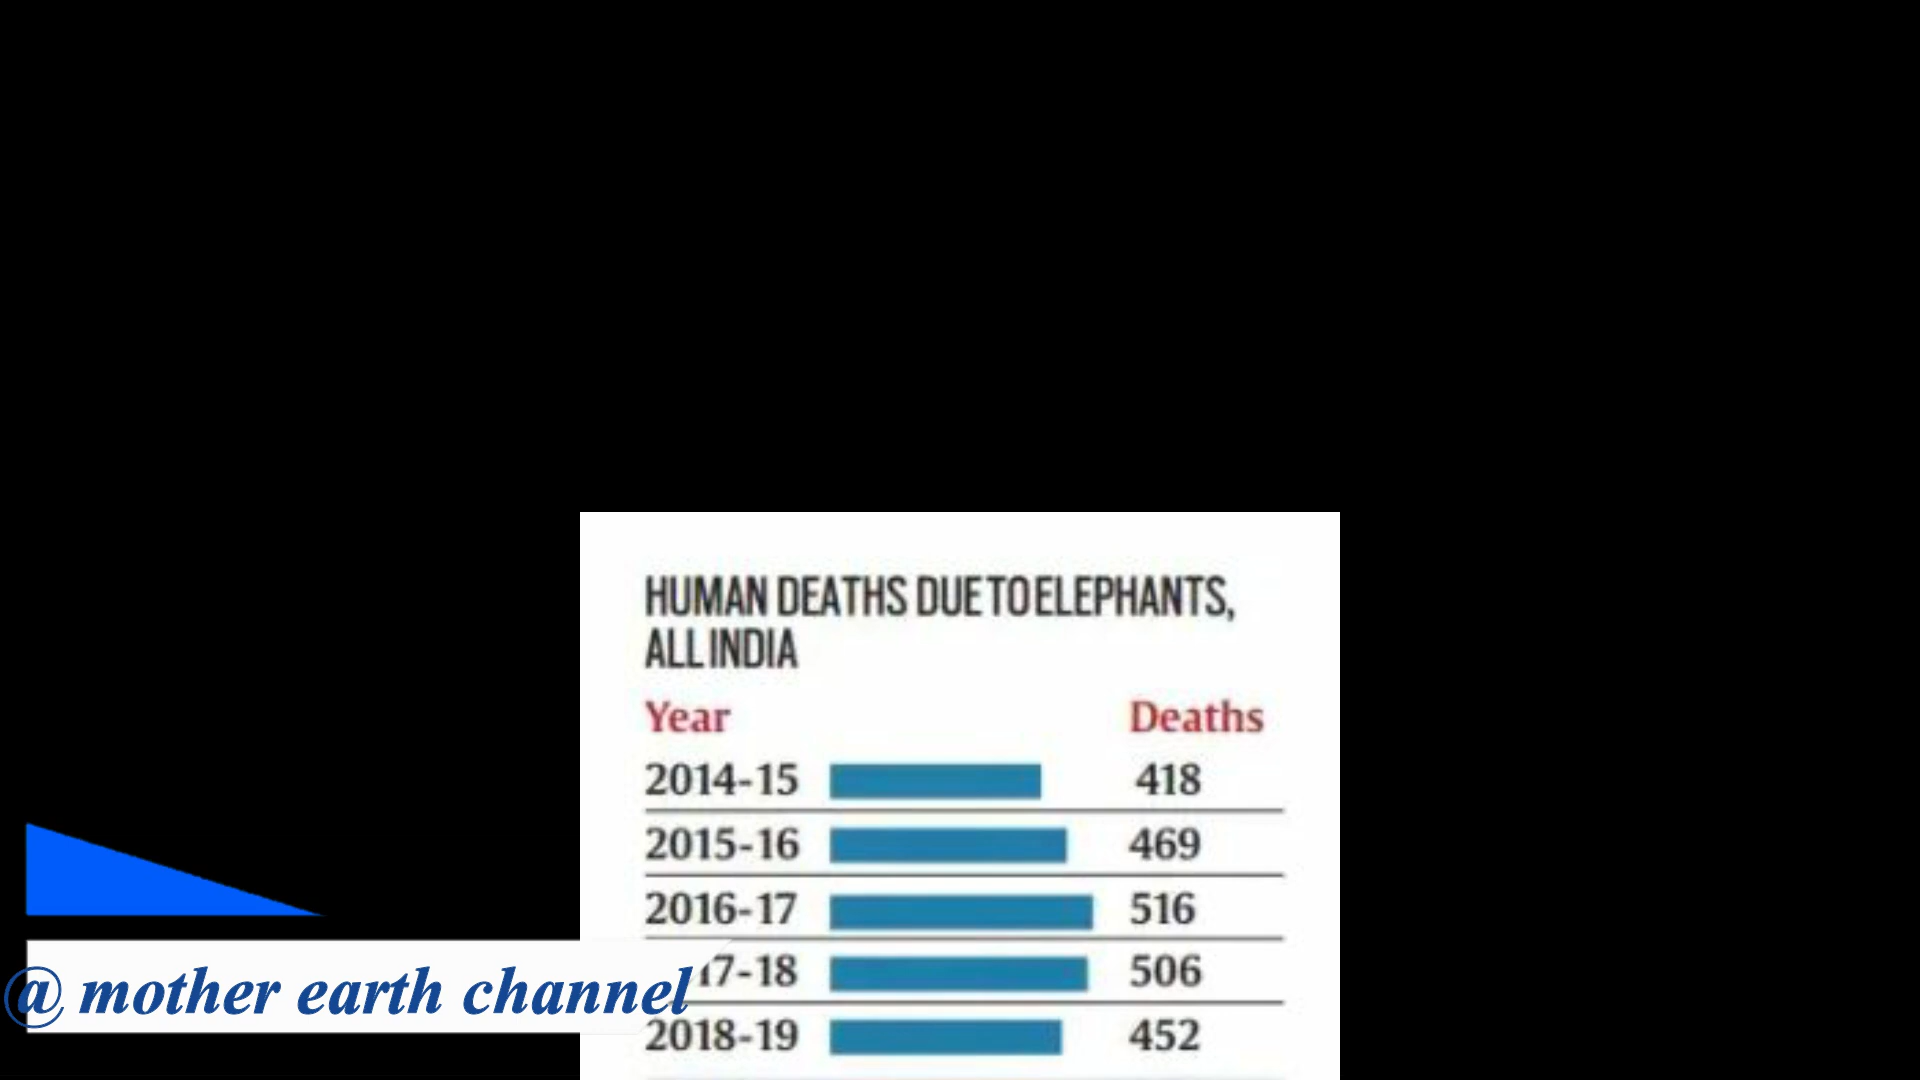 HUMAN DEATHS DUE TO ELEPHANTS,
ALL INDIA
Year Deaths
2014-15 418
2015-16 469
2016-17 516
17-18 506
@ mother earth channel
2018-19 452